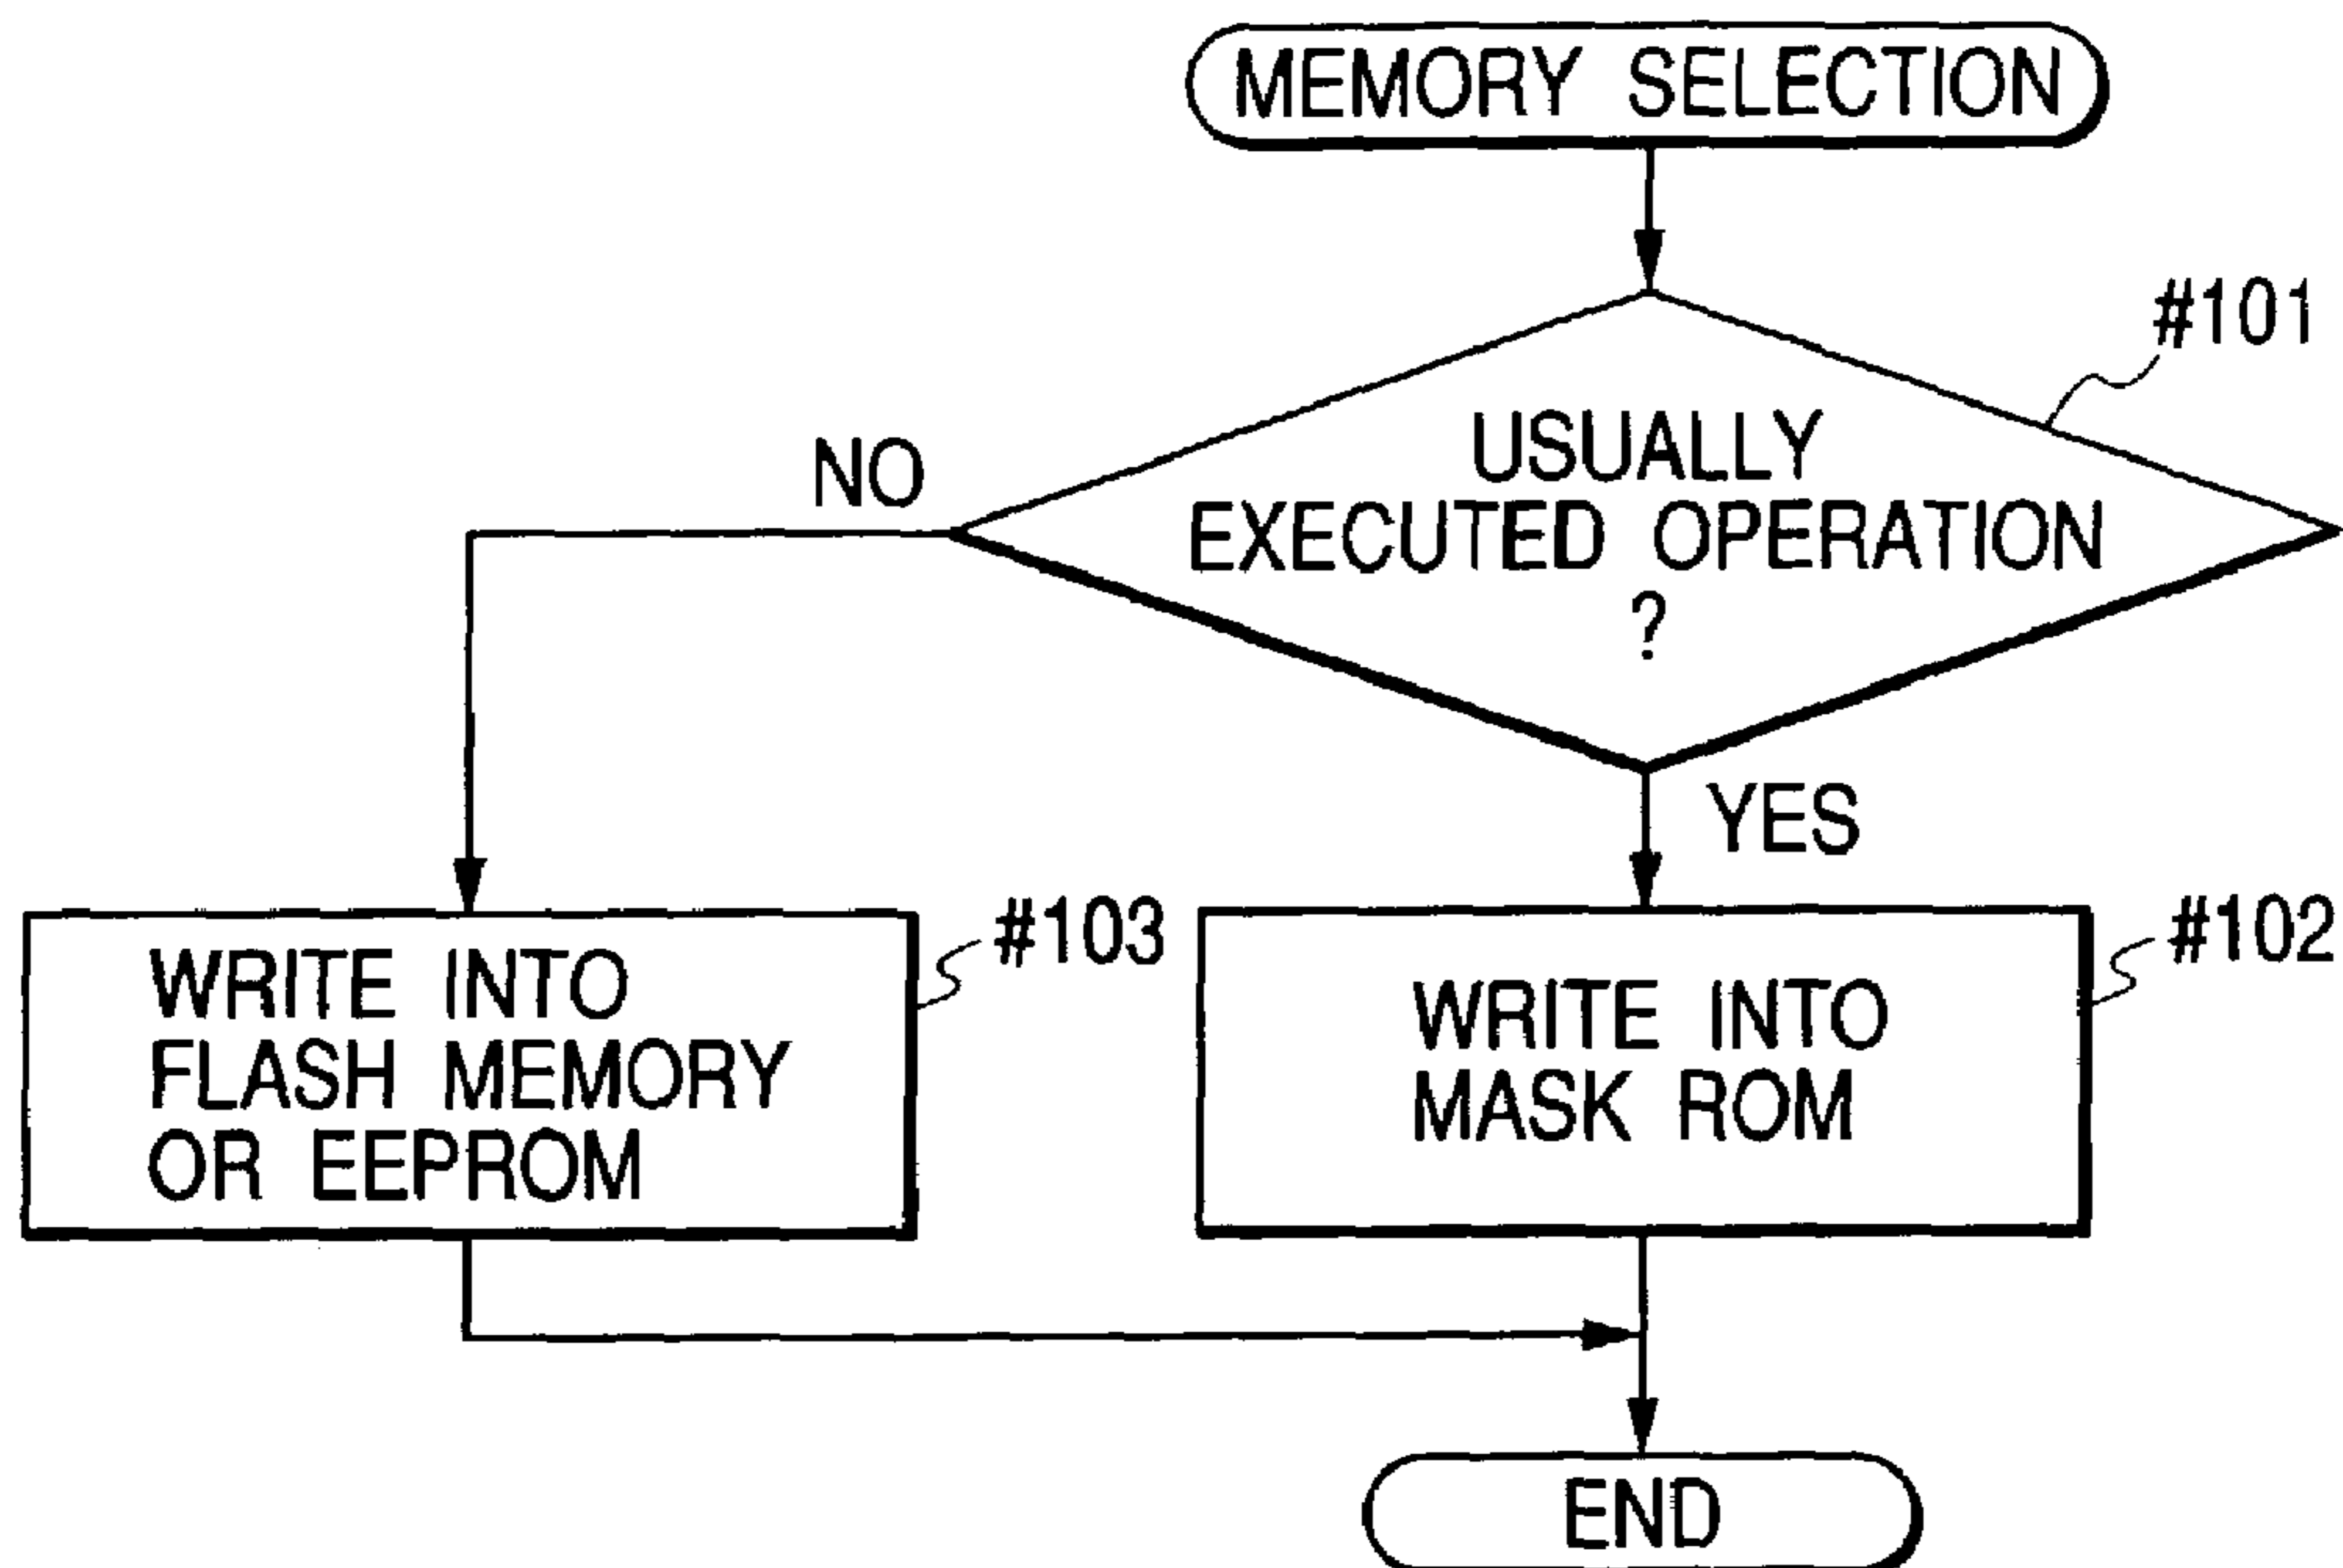 MEMORY SELECTION
#101
USUALLY
EXECUTED OPERATION
?
NO
YES
#103
WRITE INTO
FLASH MEMORY
OR EEPROM
#102
WRITE INTO
MASK ROM
END